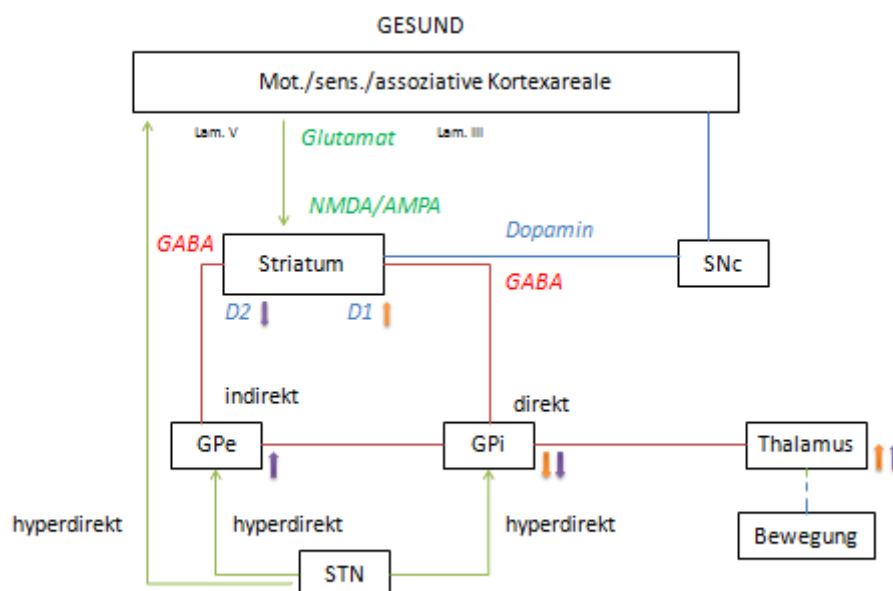 GESUND
Mot./sens./assoziative Kortexareale
Lam. V
Glutamat
Lam. III
NMDA/AMPA
GABA
Dopamin
Striatum
SNc
GABA
D2
D1
indirekt
direkt
GPe
GPi
Thalamus
hyperdirekt
hyperdirekt
hyperdirekt
Bewegung
STN